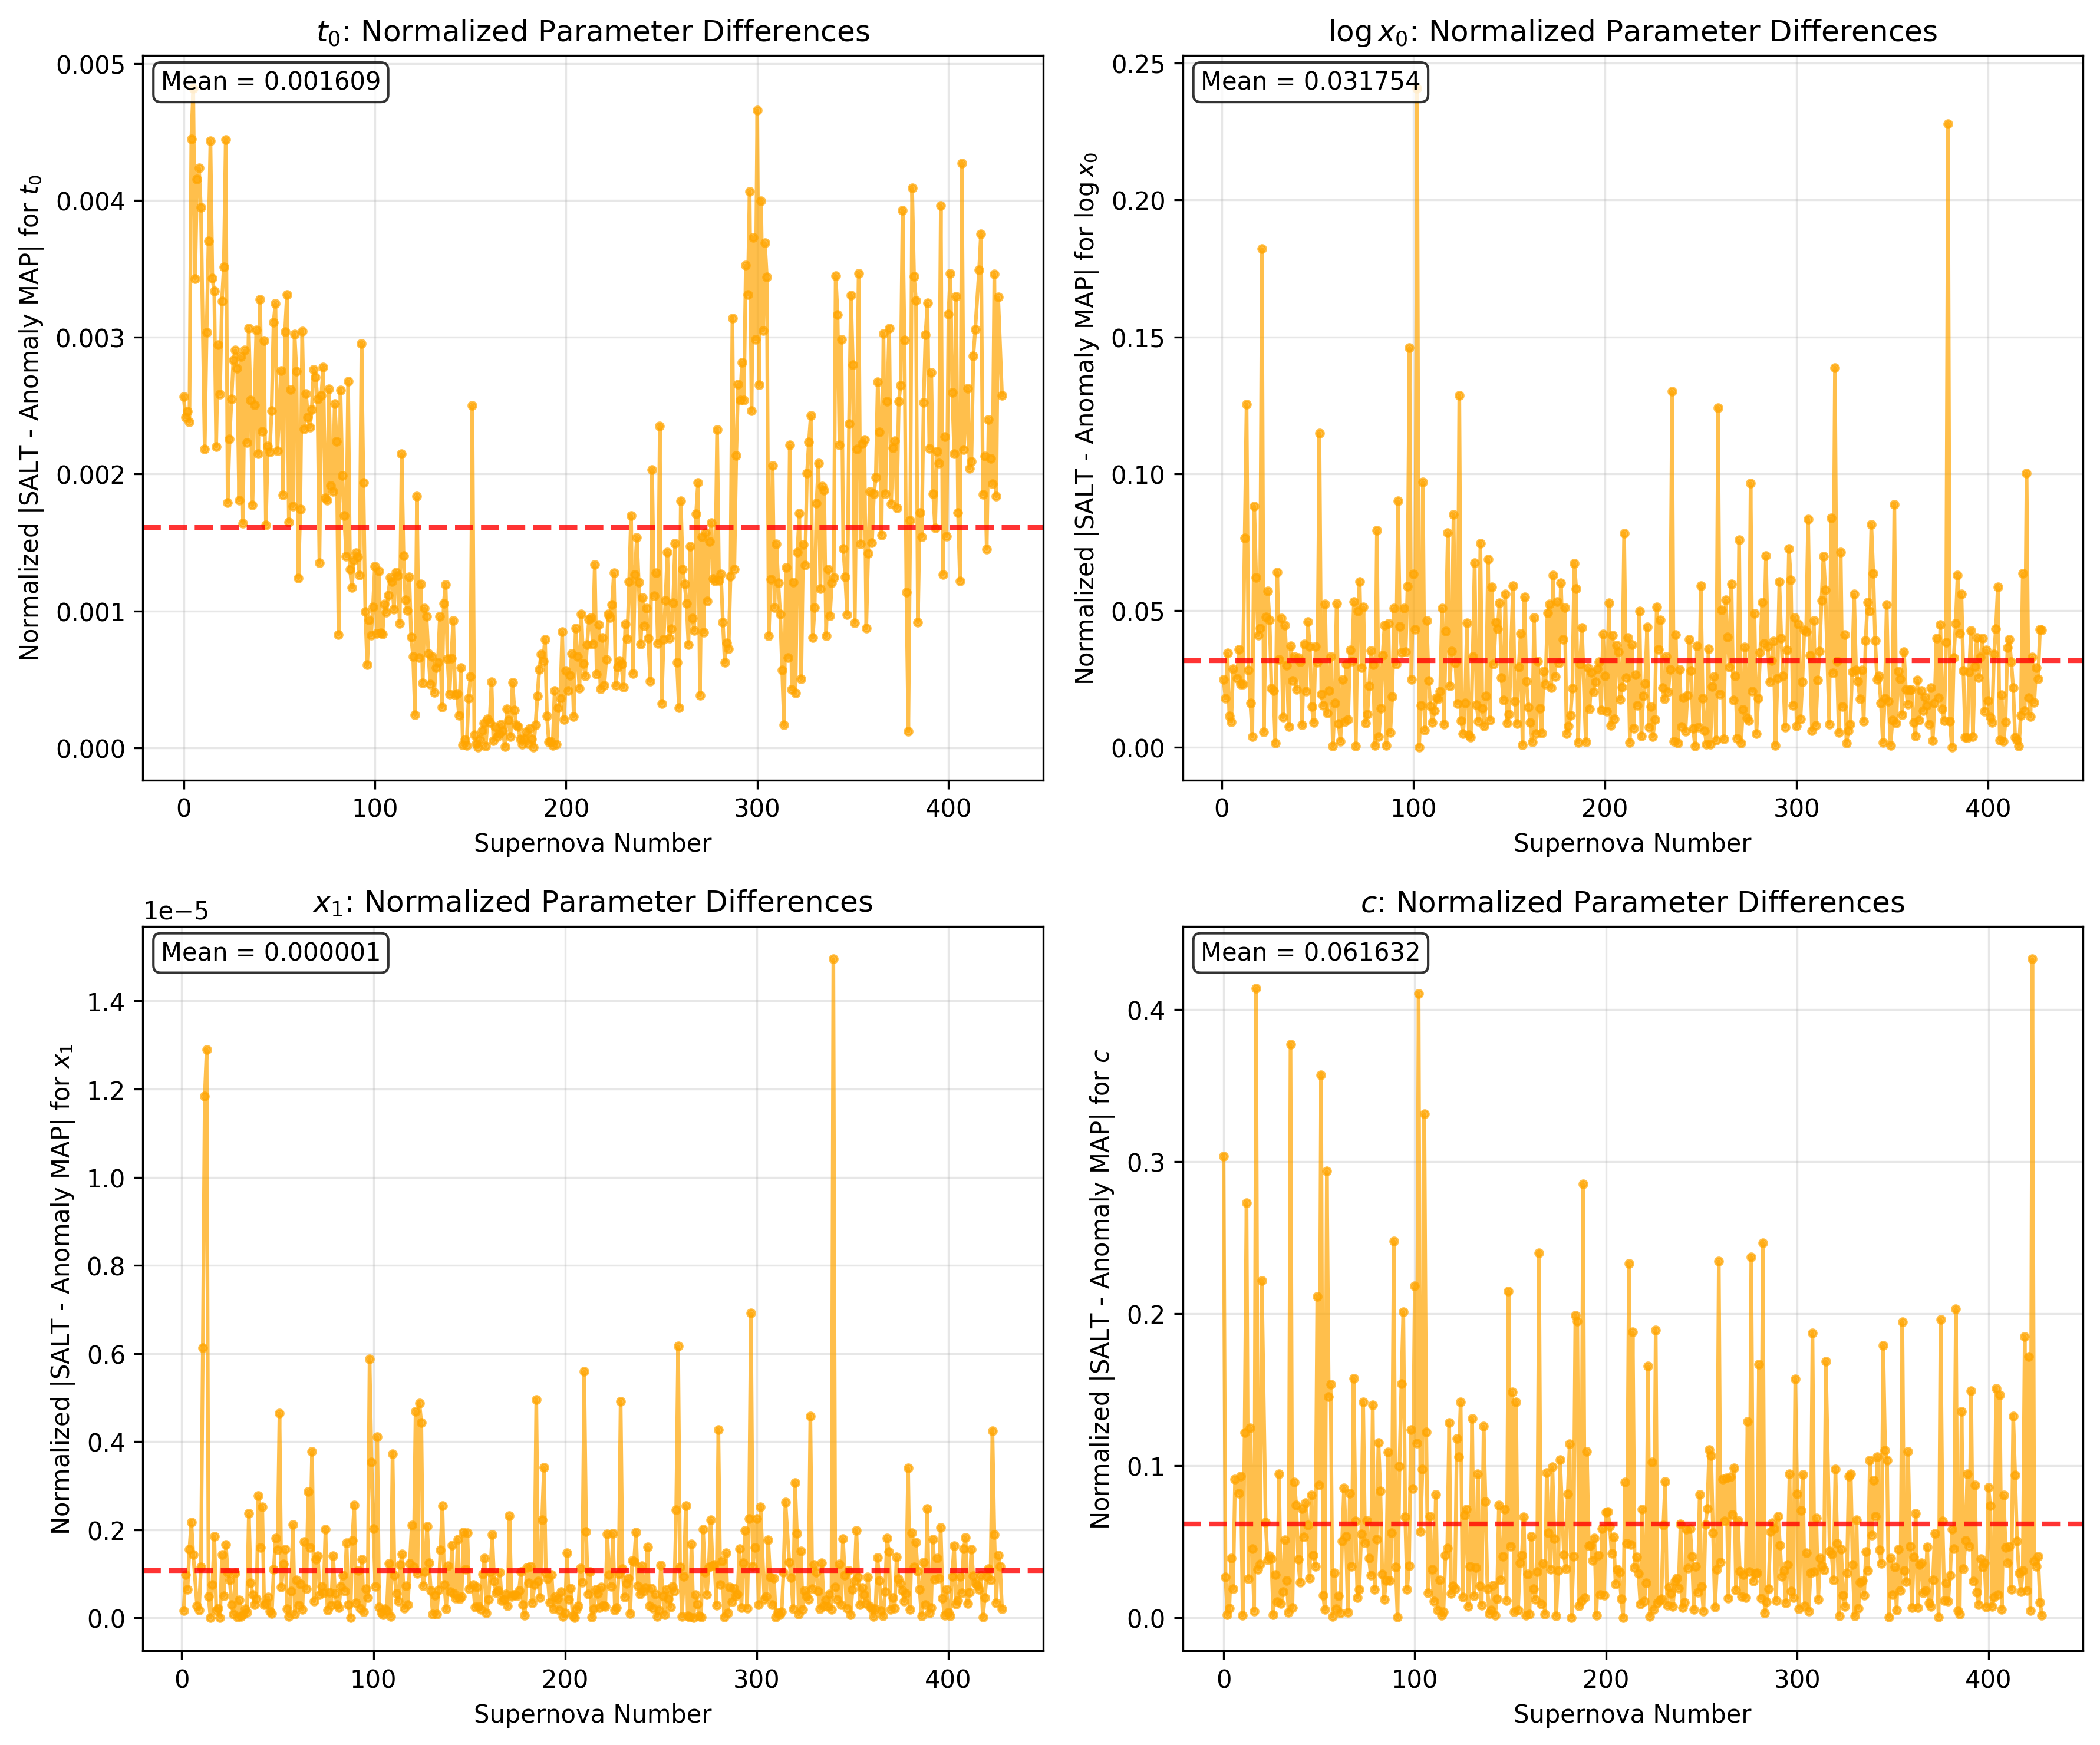 t₀: Normalized Parameter Differences
Normalized |SALT - Anomaly MAP| for t₀
0.005
0.004
0.003
0.002
0.001
0.000
Mean = 0.001609
0 100 200 300 400
Supernova Number
log x₀: Normalized Parameter Differences
Normalized |SALT - Anomaly MAP| for log x₀
0.25
0.20
0.15
0.10
0.05
0.00
Mean = 0.031754
0 100 200 300 400
Supernova Number
x₁: Normalized Parameter Differences
1e−5
Normalized |SALT - Anomaly MAP| for x₁
1.4
1.2
1.0
0.8
0.6
0.4
0.2
0.0
Mean = 0.000001
0 100 200 300 400
Supernova Number
c: Normalized Parameter Differences
Normalized |SALT - Anomaly MAP| for c
0.4
0.3
0.2
0.1
0.0
Mean = 0.061632
0 100 200 300 400
Supernova Number